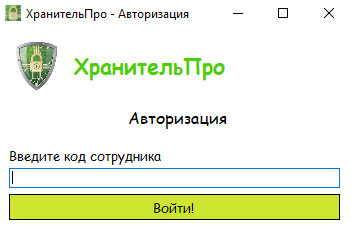 ХранительПро - Авторизация
ХранительПро
Авторизация
Введите код сотрудника
Войти!